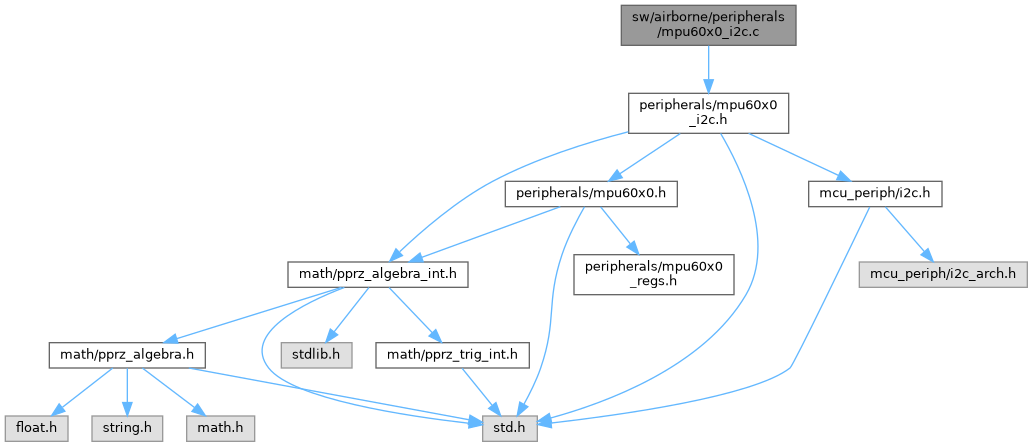 sw/airborne/peripherals
/mpu60x0_i2c.c
peripherals/mpu60x0
_i2c.h
peripherals/mpu60x0.h
mcu_periph/i2c.h
math/pprz_algebra_int.h
peripherals/mpu60x0
_regs.h
mcu_periph/i2c_arch.h
math/pprz_algebra.h
stdlib.h
math/pprz_trig_int.h
float.h
string.h
math.h
std.h